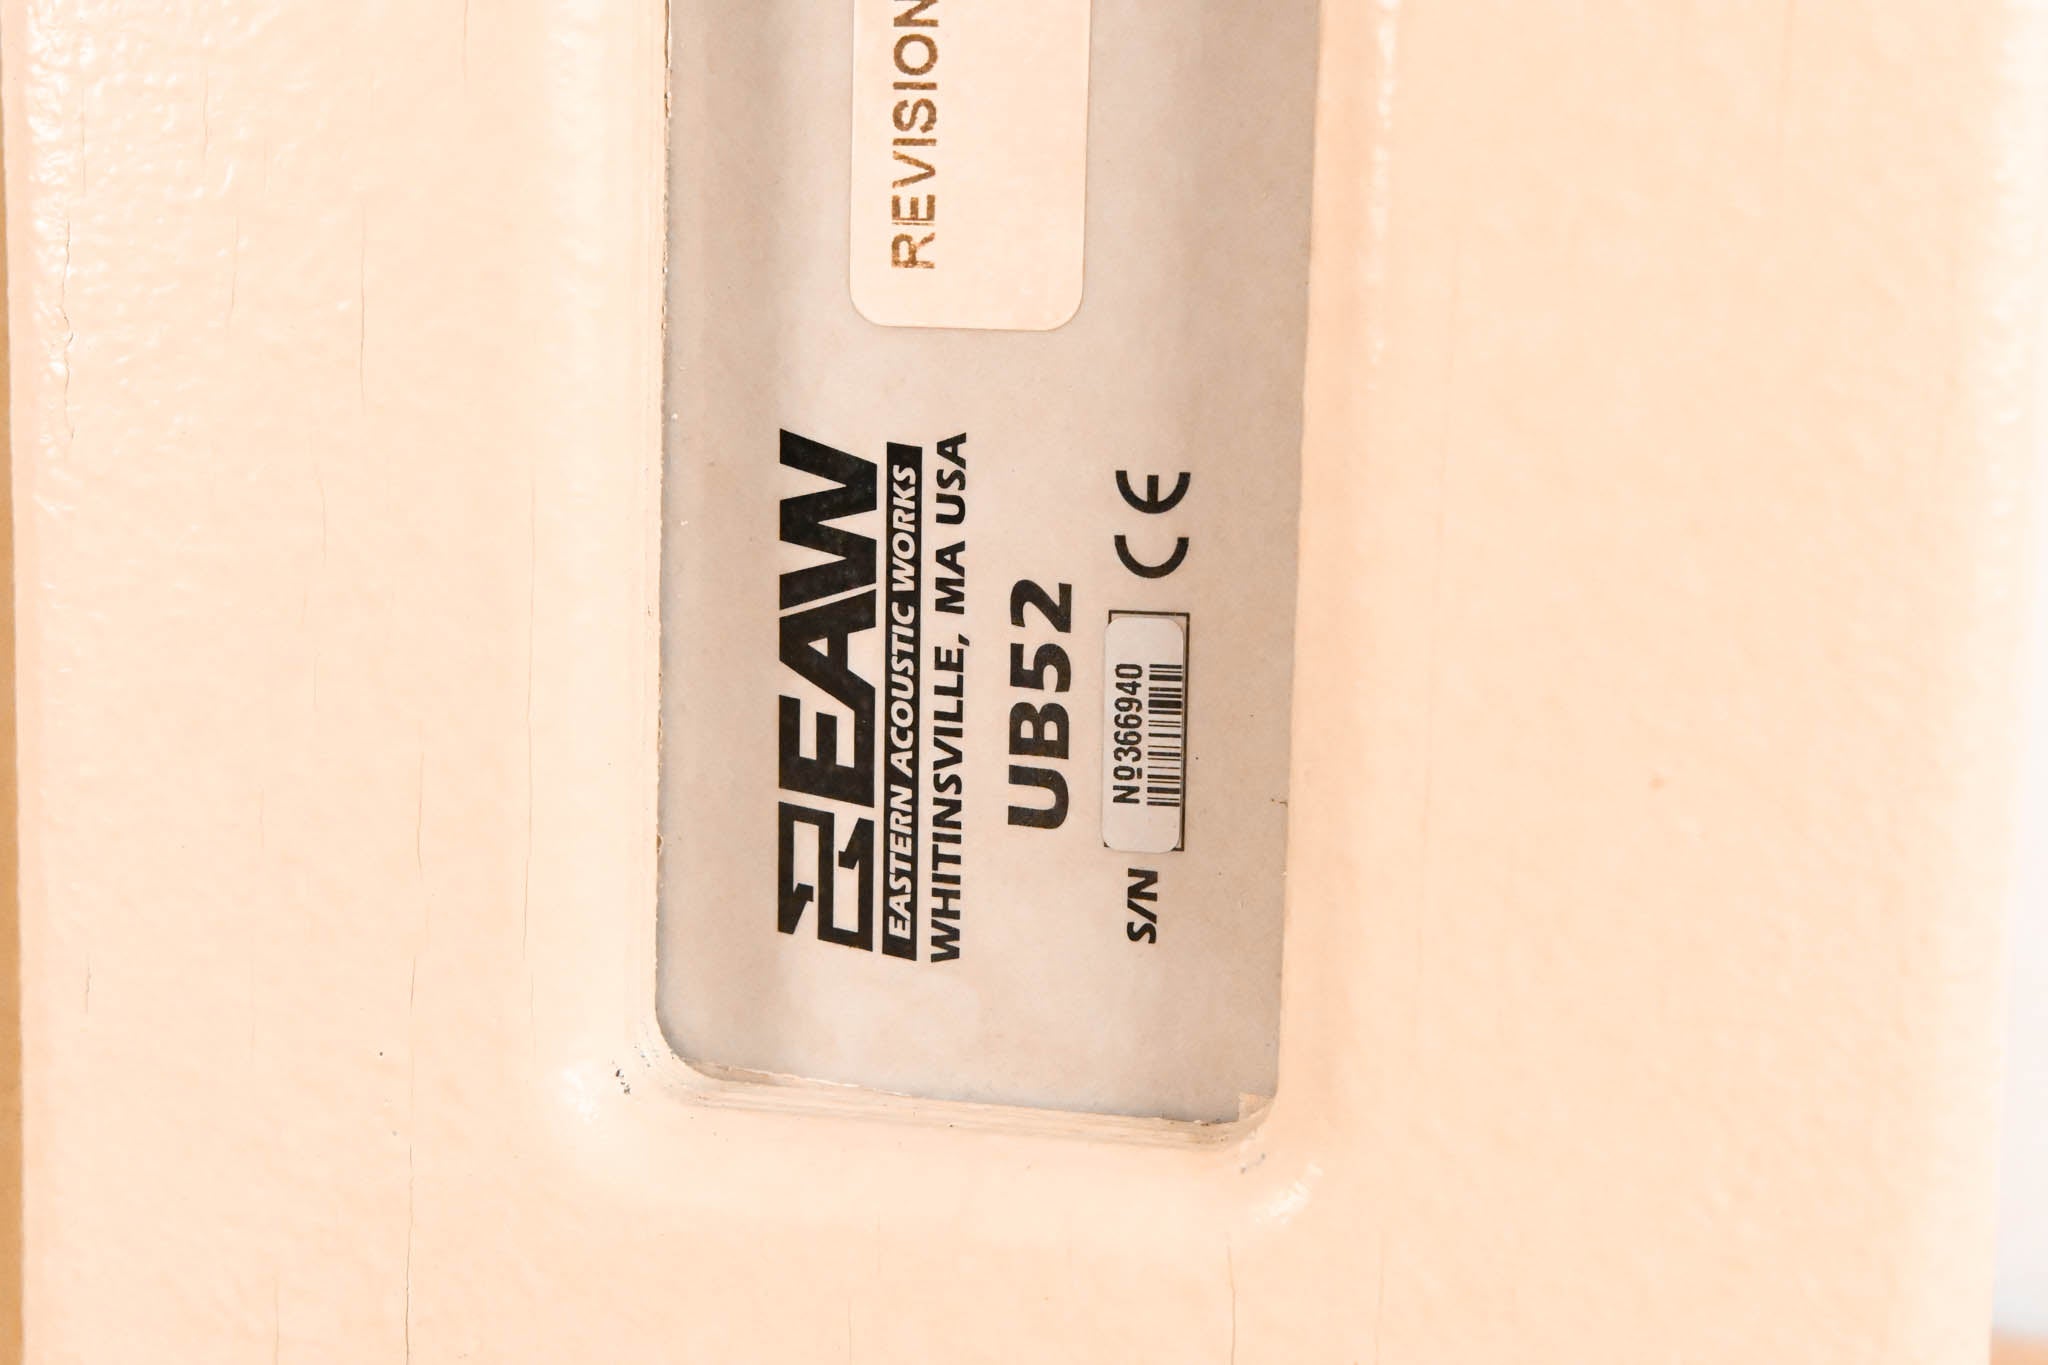 EAW
EASTERN ACOUSTIC WORKS
WHITINSVILLE, MA USA
UB52
S/N Nº366940 CE
REVISION